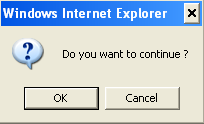 Windows Internet Explorer
Do you want to continue ?
OK
Cancel